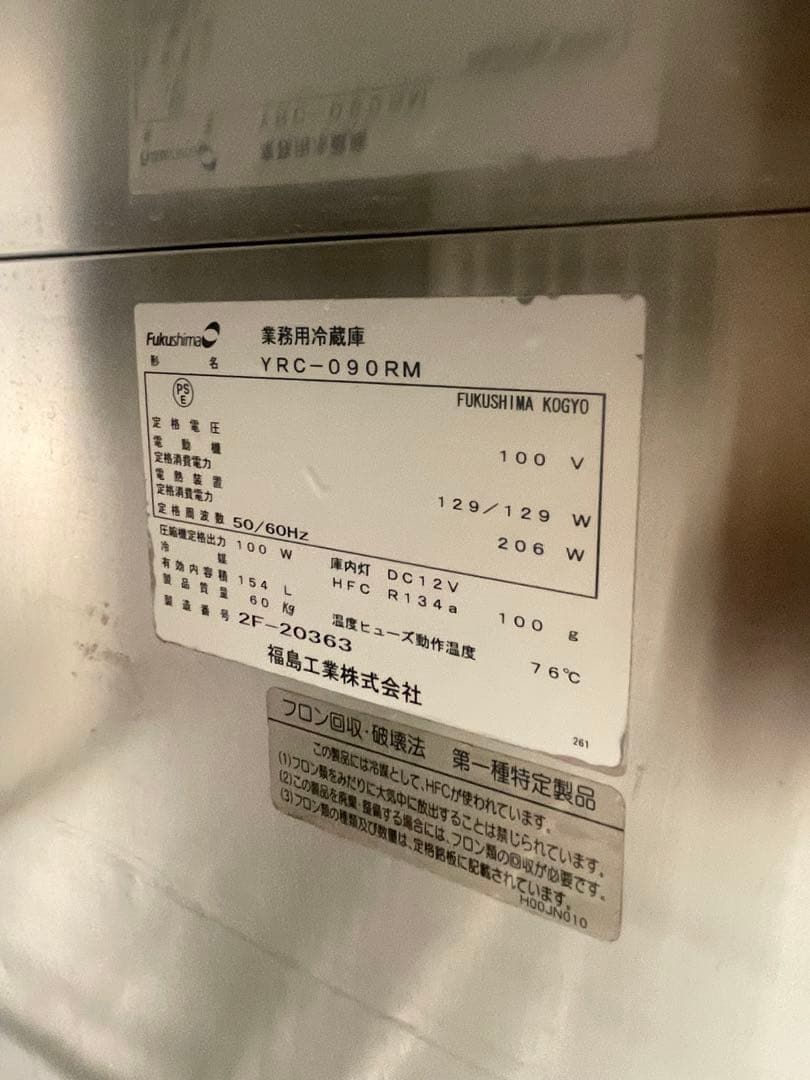 Fukushima 業務用冷蔵庫
形名 YRC-090RM
PSE FUKUSHIMA KOGYO
定格電圧 100 V
電動機定格消費電力 129/129 W
電熱装置定格消費電力 206 W
定格周波数 50/60Hz
圧縮機定格出力 100 W 庫内灯 DC12V
冷媒 HFC R134a 100 g
有効内容積 154 L
製品質量 60 Kg 温度ヒューズ動作温度 76℃
製造番号 2F-20363
福島工業株式会社
261
フロン回収・破壊法 第一種特定製品
この製品には冷媒として、HFCが使われています。
(1)フロン類をみだりに大気中に放出することは禁じられています。
(2)この製品を廃棄・整備する場合には、フロン類の回収が必要です。
(3)フロン類の種類及び数量は、定格銘板に記載されています。
H00JN010